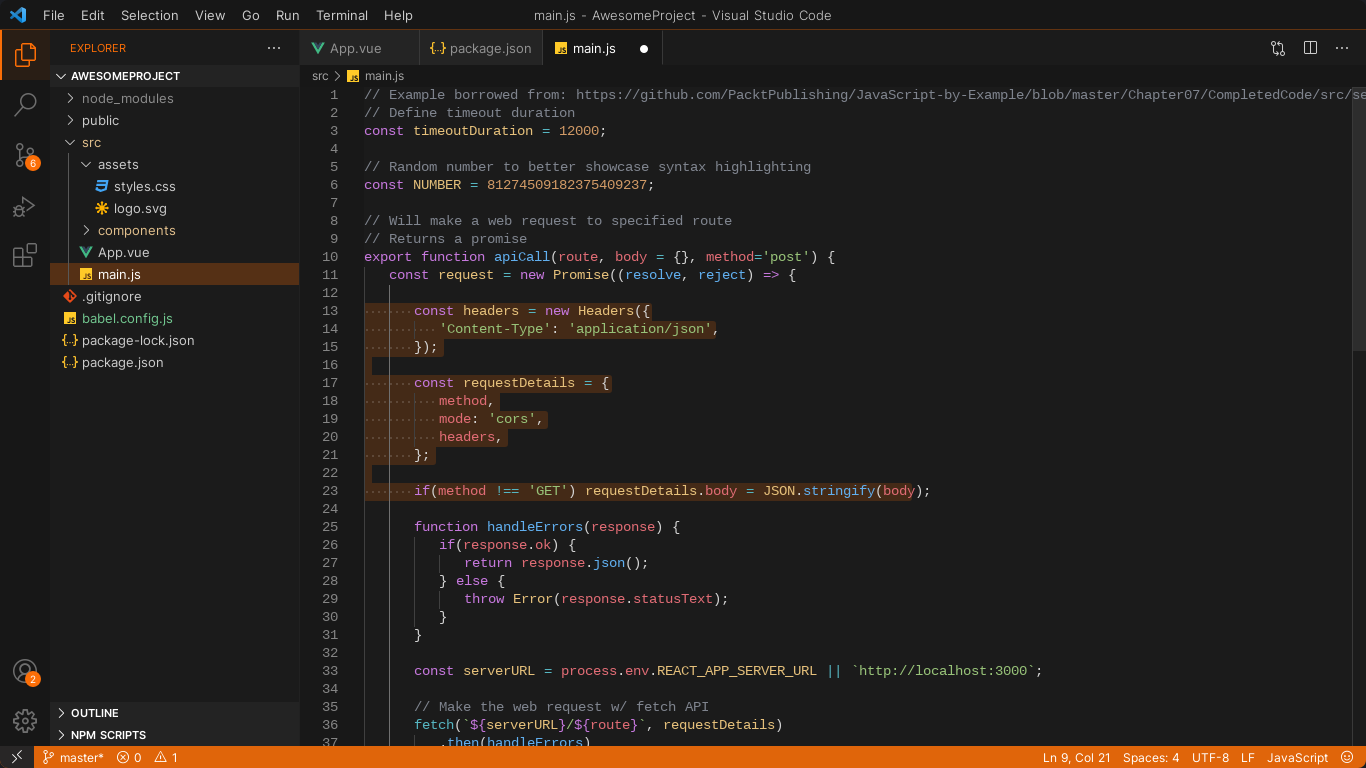 File Edit Selection View Go Run Terminal Help
main.js - AwesomeProject - Visual Studio Code
EXPLORER
App.vue
{..} package.json
JS main.js
AWESOMEPROJECT
node_modules
public
src
assets
styles.css
logo.svg
components
App.vue
JS main.js
.gitignore
JS babel.config.js
{..} package-lock.json
{..} package.json
OUTLINE
NPM SCRIPTS
6
2
src > JS main.js
1 // Example borrowed from: https://github.com/PacktPublishing/JavaScript-by-Example/blob/master/Chapter07/CompletedCode/src/se
2 // Define timeout duration
3 const timeoutDuration = 12000;
4
5 // Random number to better showcase syntax highlighting
6 const NUMBER = 81274509182375409237;
7
8 // Will make a web request to specified route
9 // Returns a promise
10 export function apiCall(route, body = {}, method='post') {
11 const request = new Promise((resolve, reject) => {
12
13 const headers = new Headers({
14 'Content-Type': 'application/json',
15 });
16
17 const requestDetails = {
18 method,
19 mode: 'cors',
20 headers,
21 };
22
23 if(method !== 'GET') requestDetails.body = JSON.stringify(body);
24
25 function handleErrors(response) {
26 if(response.ok) {
27 return response.json();
28 } else {
29 throw Error(response.statusText);
30 }
31 }
32
33 const serverURL = process.env.REACT_APP_SERVER_URL || `http://localhost:3000`;
34
35 // Make the web request w/ fetch API
36 fetch(`${serverURL}/${route}`, requestDetails)
37 .then(handleErrors)
master* 0 1
Ln 9, Col 21 Spaces: 4 UTF-8 LF JavaScript